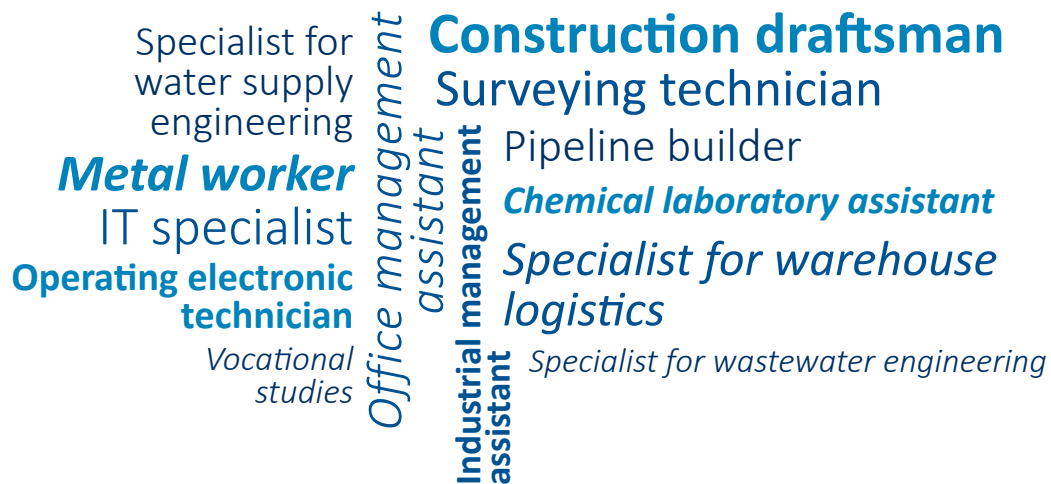 Specialist for
water supply
engineering
Metal worker
IT specialist
Operating electronic
technician
Vocational
studies
Office management
assistant
Industrial management
assistant
Construction draftsman
Surveying technician
Pipeline builder
Chemical laboratory assistant
Specialist for warehouse
logistics
Specialist for wastewater engineering